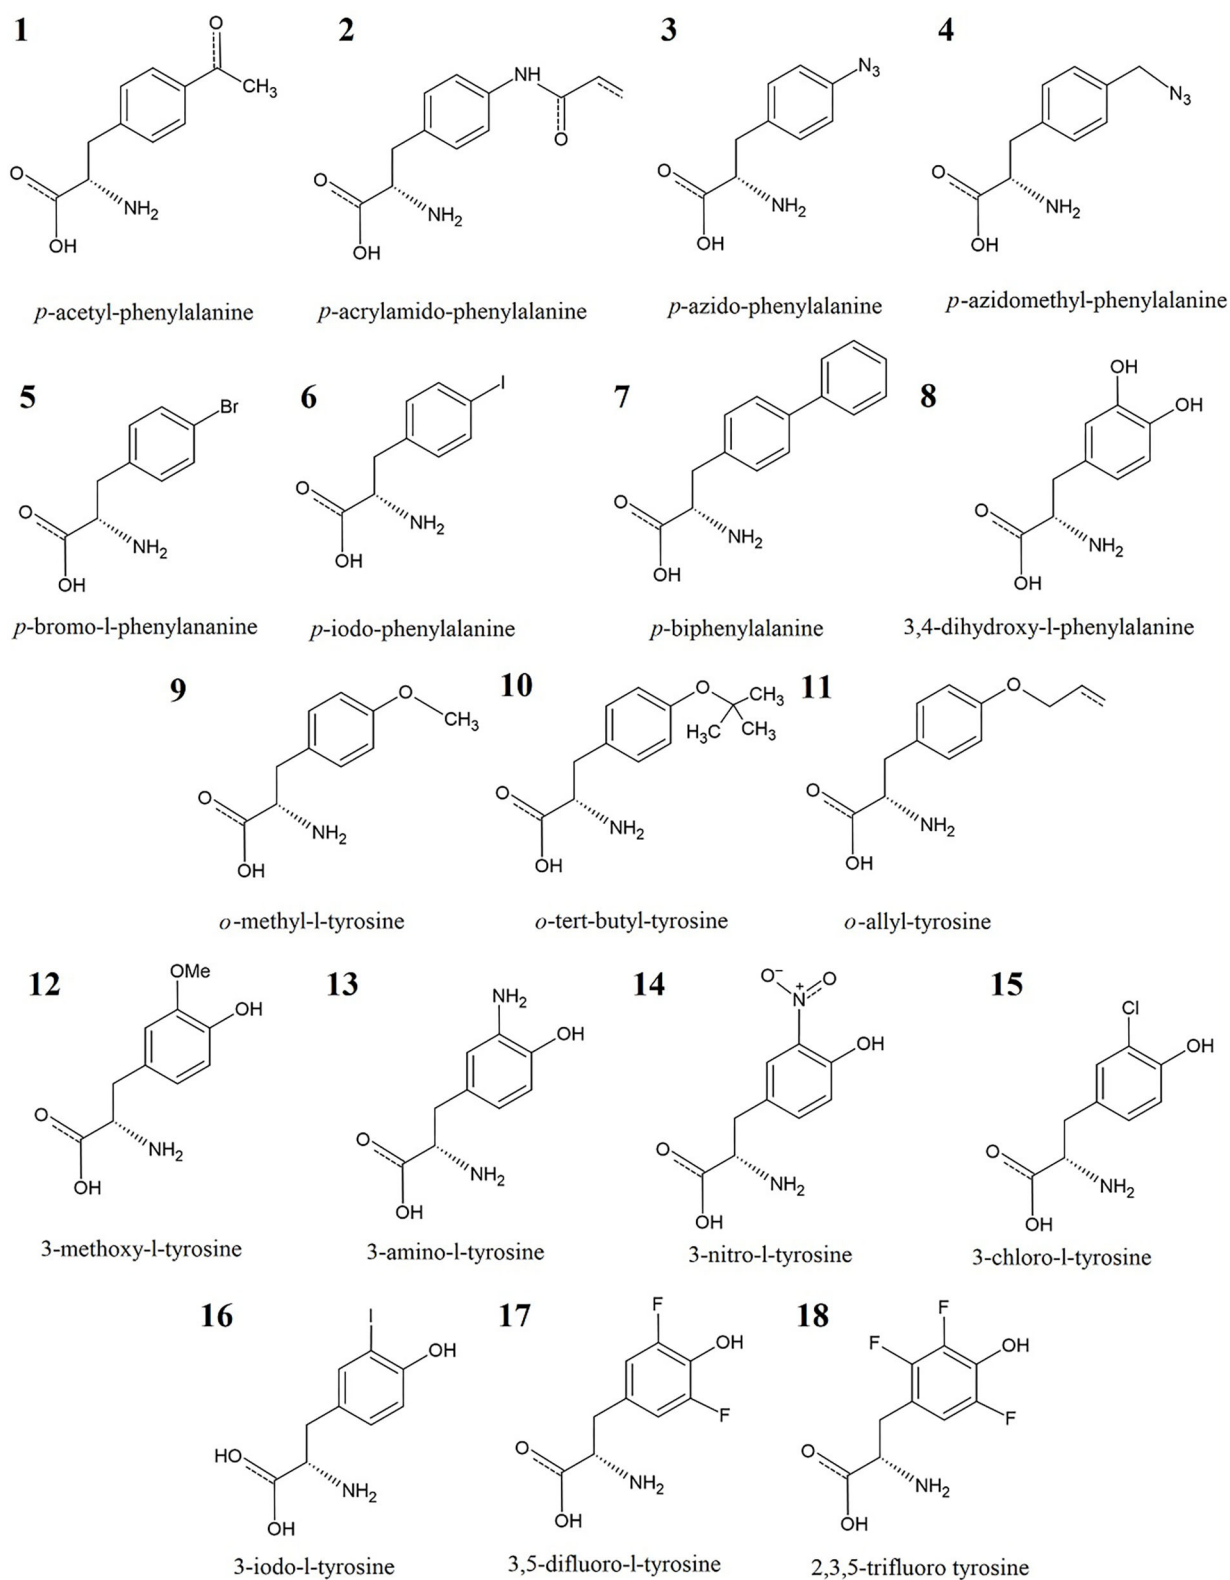 1 2 3 4
O
CH₃
NH
O
N₃
N₃
O NH₂ OH
O NH₂ OH
O NH₂ OH
O NH₂ OH
p-acetyl-phenylalanine
p-acrylamido-phenylalanine
p-azido-phenylalanine
p-azidomethyl-phenylalanine
5 6 7 8
Br
I
OH
OH
O NH₂ OH
O NH₂ OH
O NH₂ OH
O NH₂ OH
p-bromo-l-phenylananine
p-iodo-phenylalanine
p-biphenylalanine
3,4-dihydroxy-l-phenylalanine
9 10 11
O CH₃
O CH₃
H₃C CH₃
O
O NH₂ OH
O NH₂ OH
O NH₂ OH
o-methyl-l-tyrosine
o-tert-butyl-tyrosine
o-allyl-tyrosine
12 13 14 15
OMe
OH
NH₂
OH
O⁻ N⁺ O
OH
Cl
OH
O NH₂ OH
O NH₂ OH
O NH₂ OH
O NH₂ OH
3-methoxy-l-tyrosine
3-amino-l-tyrosine
3-nitro-l-tyrosine
3-chloro-l-tyrosine
16 17 18
I
OH
F
OH
F
F
F
OH
F
HO NH₂ OH
O NH₂ OH
O NH₂ OH
3-iodo-l-tyrosine
3,5-difluoro-l-tyrosine
2,3,5-trifluoro tyrosine